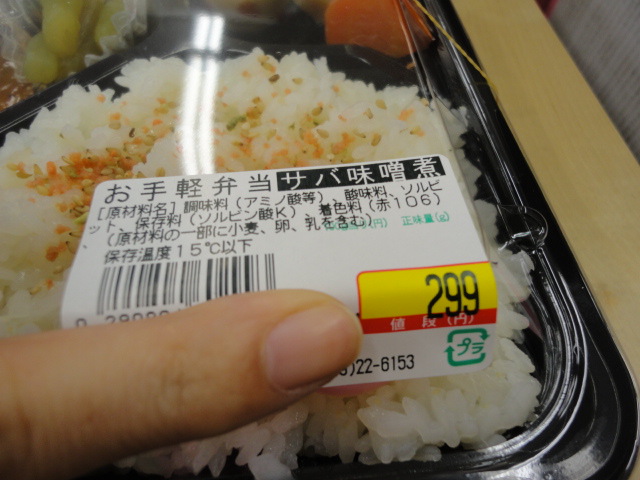 お手軽弁当 サバ味噌煮
[原材料名]調味料(アミノ酸等)、酸味料、ソルビ
ット、保存料(ソルビン酸K)、着色料(赤106)
(原材料の一部に小麦、卵、乳を含む)
正味量(g)
保存温度15℃以下
299
値 段(円)
プラ
)22-6153